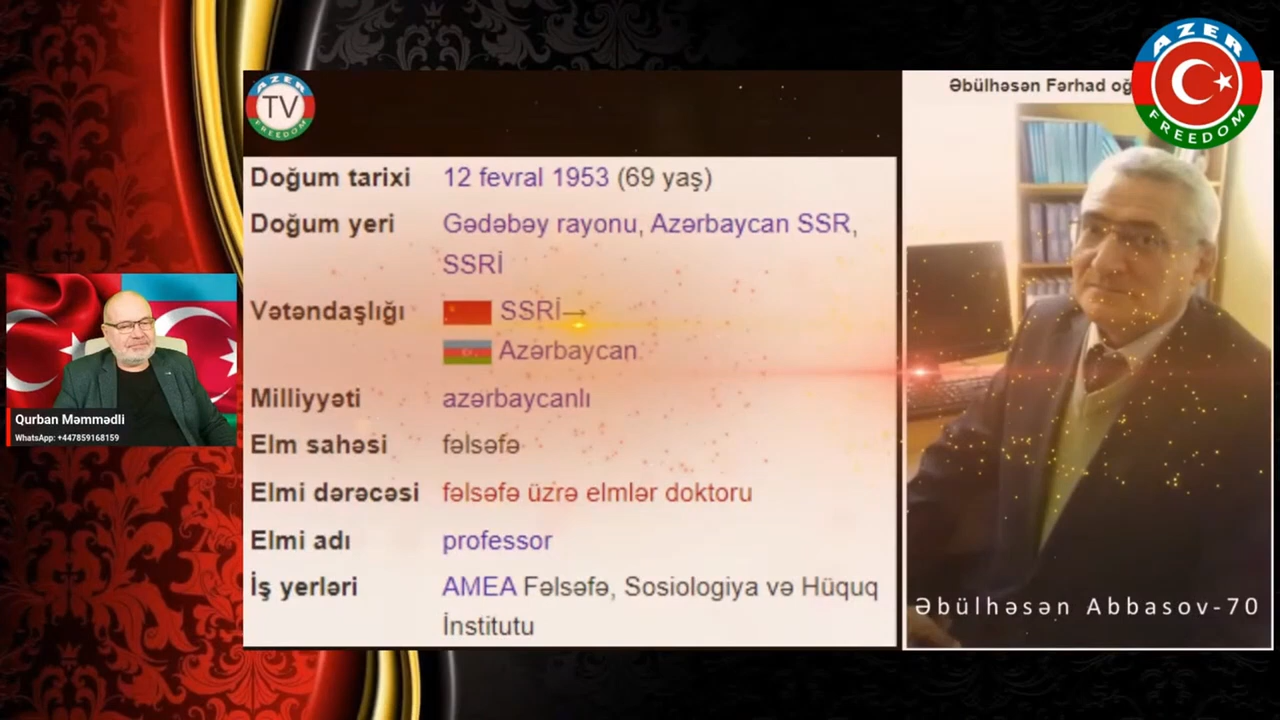 AZER
FREEDOM
AZER
TV
FREEDOM
Əbülhəsən Fərhad oğ
Doğum tarixi 12 fevral 1953 (69 yaş)
Doğum yeri Gədəbəy rayonu, Azərbaycan SSR,
SSRİ
Vətəndaşlığı SSRİ→
Azərbaycan
Milliyyəti azərbaycanlı
Elm sahəsi fəlsəfə
Elmi dərəcəsi fəlsəfə üzrə elmlər doktoru
Elmi adı professor
İş yerləri AMEA Fəlsəfə, Sosiologiya və Hüquq
İnstitutu
Qurban Məmmədli
WhatsApp: +447859168159
Əbülhəsən Abbasov-70